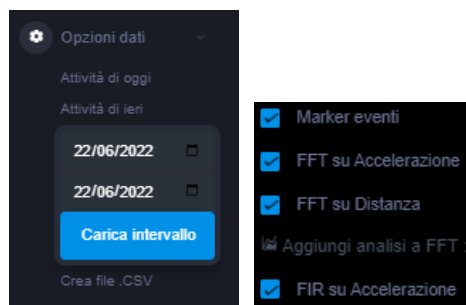 Opzioni dati
Attività di oggi
Attività di ieri
22/06/2022
22/06/2022
Carica intervallo
Crea file .CSV
Marker eventi
FFT su Accelerazione
FFT su Distanza
Aggiungi analisi a FFT :
FIR su Accelerazione